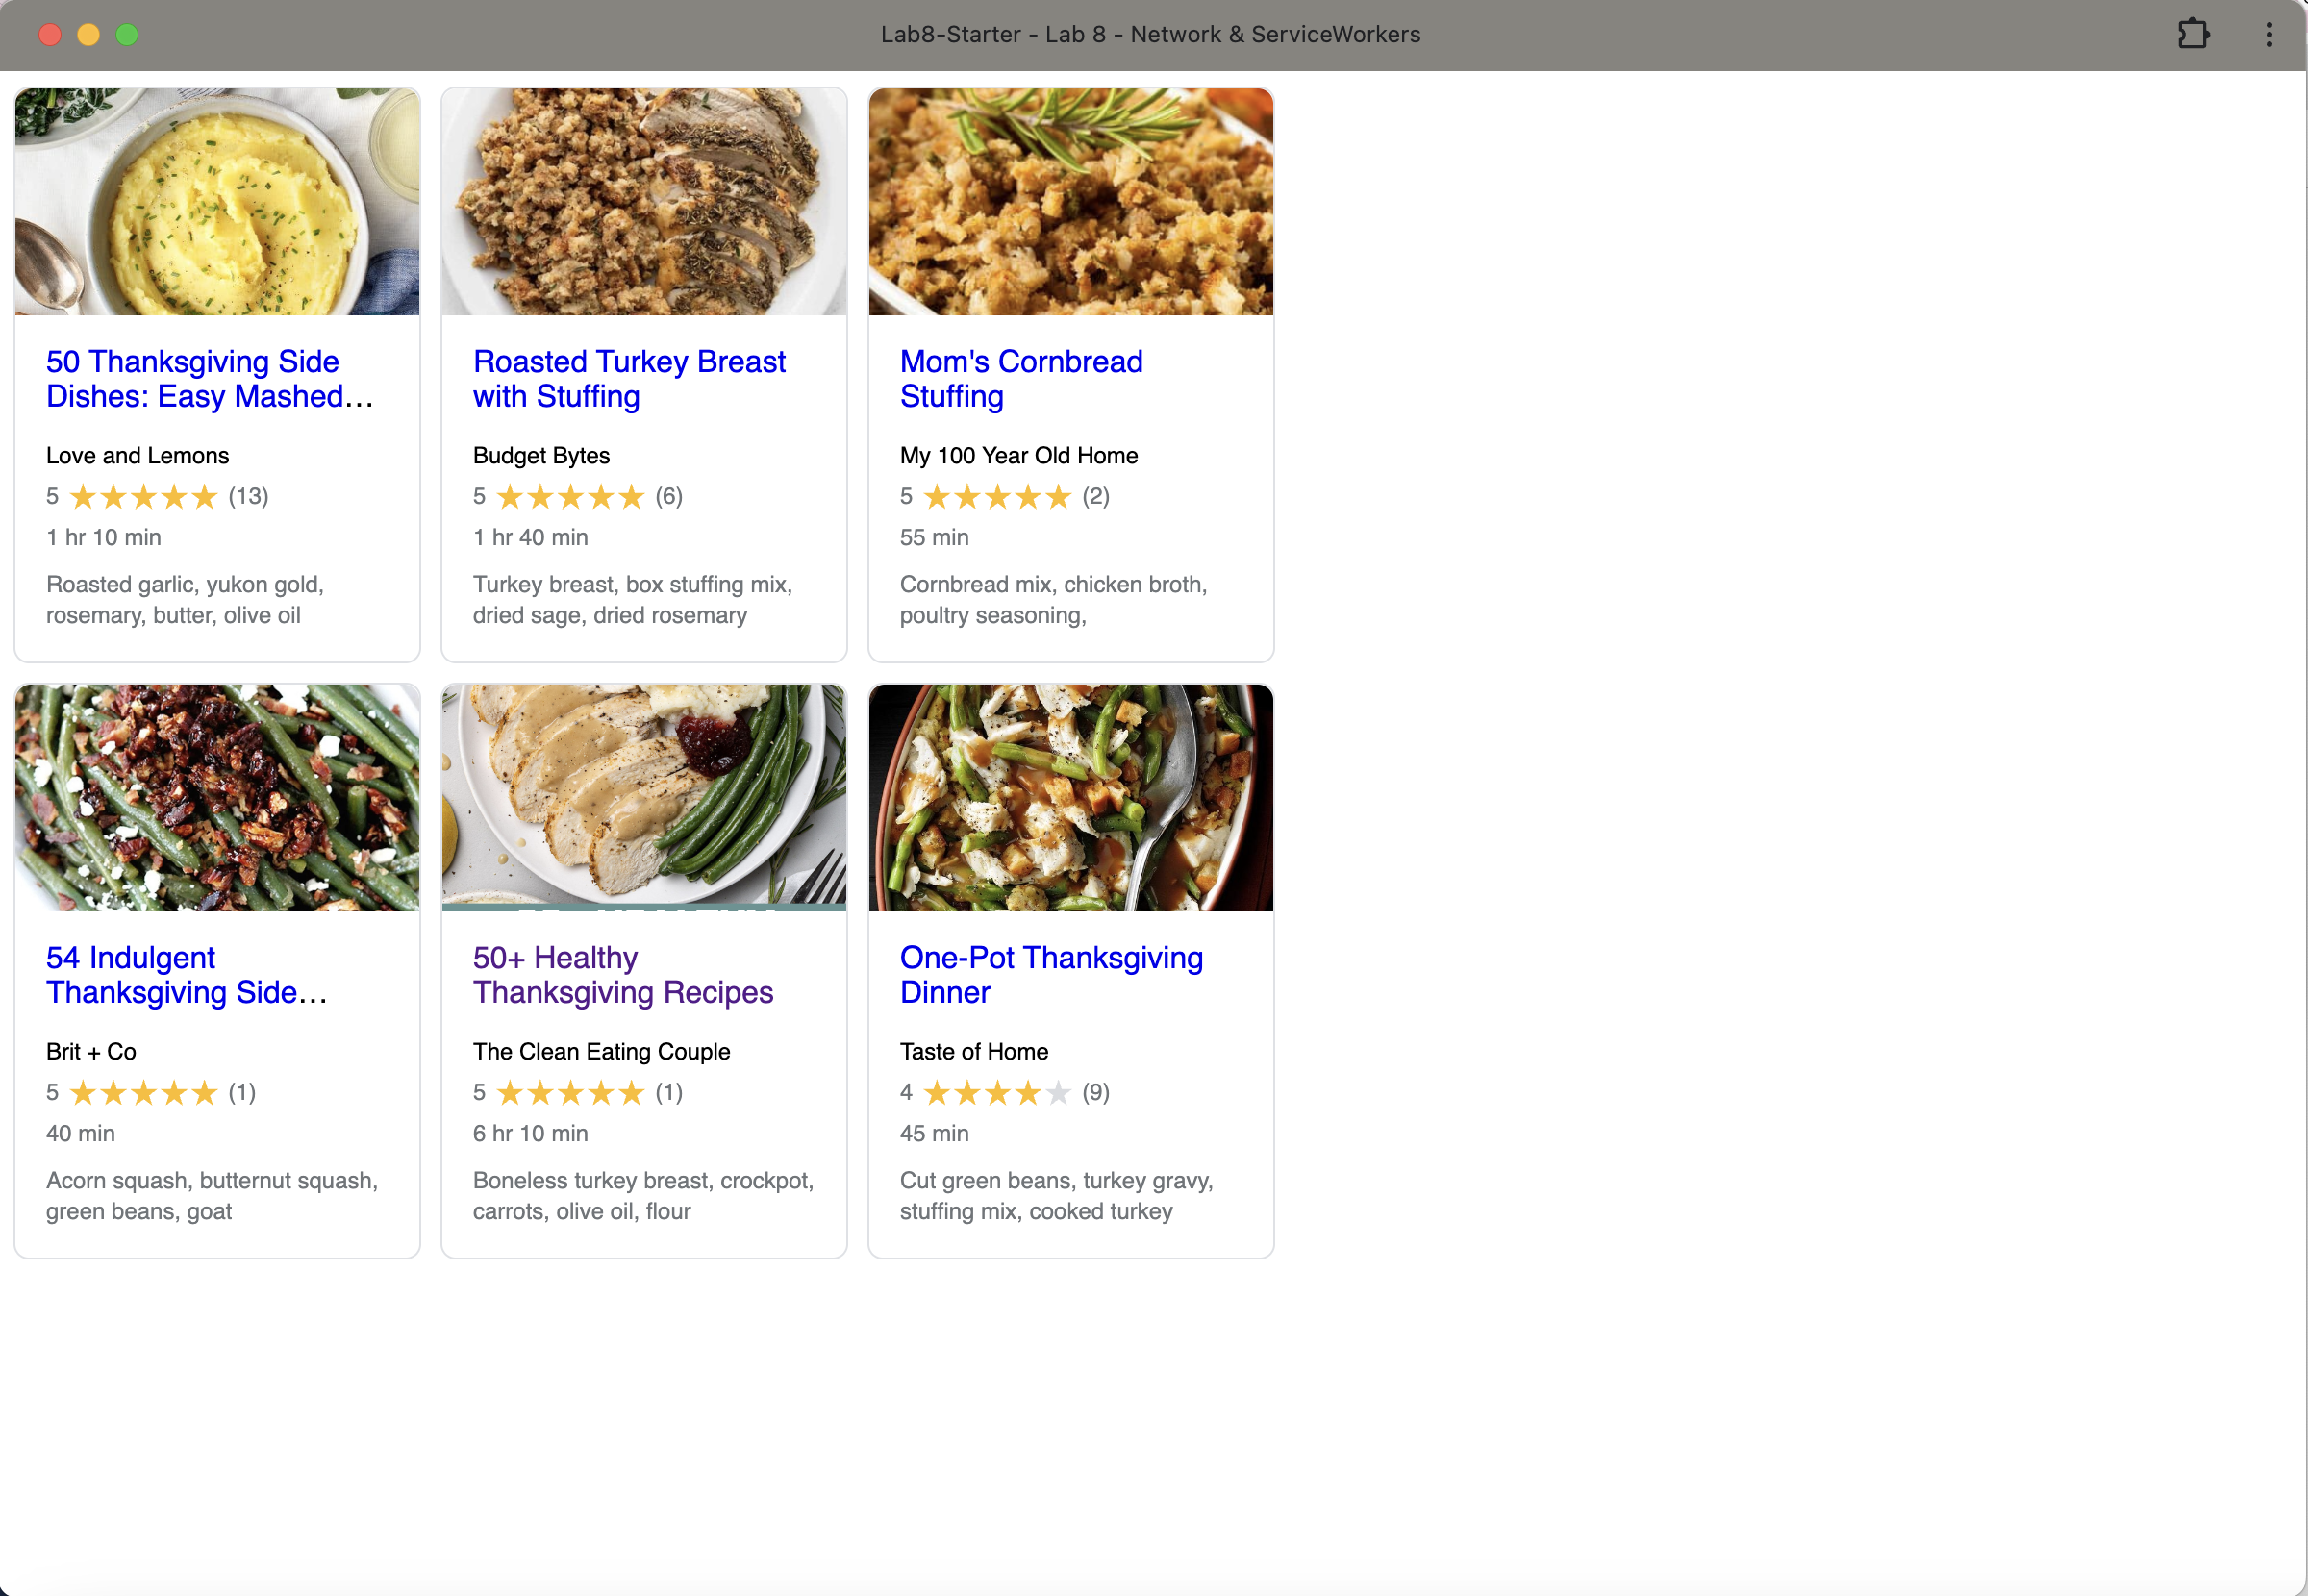 Lab8-Starter - Lab 8 - Network & ServiceWorkers
50 Thanksgiving Side
Dishes: Easy Mashed…
Love and Lemons
5 ★★★★★ (13)
1 hr 10 min
Roasted garlic, yukon gold,
rosemary, butter, olive oil
Roasted Turkey Breast
with Stuffing
Budget Bytes
5 ★★★★★ (6)
1 hr 40 min
Turkey breast, box stuffing mix,
dried sage, dried rosemary
Mom's Cornbread
Stuffing
My 100 Year Old Home
5 ★★★★★ (2)
55 min
Cornbread mix, chicken broth,
poultry seasoning,
54 Indulgent
Thanksgiving Side…
Brit + Co
5 ★★★★★ (1)
40 min
Acorn squash, butternut squash,
green beans, goat
50+ Healthy
Thanksgiving Recipes
The Clean Eating Couple
5 ★★★★★ (1)
6 hr 10 min
Boneless turkey breast, crockpot,
carrots, olive oil, flour
One-Pot Thanksgiving
Dinner
Taste of Home
4 ★★★★★ (9)
45 min
Cut green beans, turkey gravy,
stuffing mix, cooked turkey